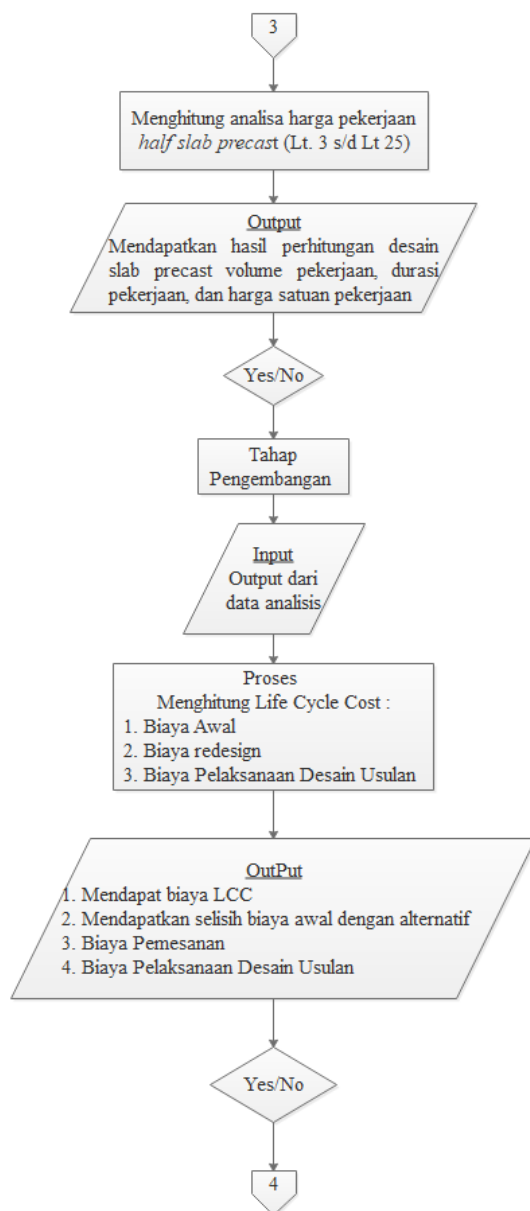 3
Menghitung analisa harga pekerjaan
half slab precast (Lt. 3 s/d Lt 25)
Output
Mendapatkan hasil perhitungan desain
slab precast volume pekerjaan, durasi
pekerjaan, dan harga satuan pekerjaan
Yes/No
Tahap
Pengembangan
Input
Output dari
data analisis
Proses
Menghitung Life Cycle Cost :
1. Biaya Awal
2. Biaya redesign
3. Biaya Pelaksanaan Desain Usulan
OutPut
1. Mendapat biaya LCC
2. Mendapatkan selisih biaya awal dengan alternatif
3. Biaya Pemesanan
4. Biaya Pelaksanaan Desain Usulan
Yes/No
4